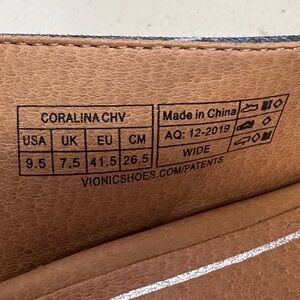 CORALINA CHV
USA UK EU CM
9.5 7.5 41.5 26.5
Made in China
AQ: 12-2019
WIDE
VIONICSHOES.COM/PATENTS